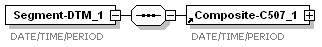 Segment-DTM_1
Composite-C507_1
DATE/TIME/PERIOD
DATE/TIME/PERIOD